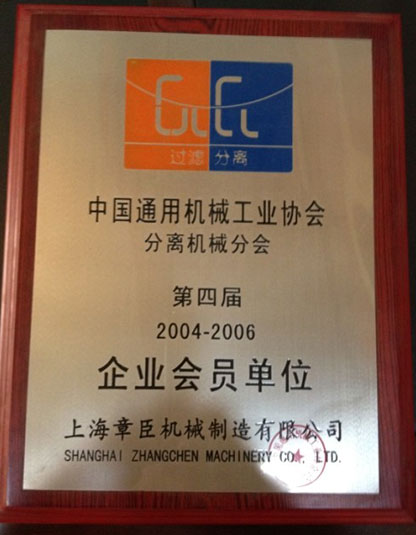 过滤 分离
中国通用机械工业协会
分离机械分会
第四届
2004-2006
企业会员单位
上海章臣机械制造有限公司
SHANGHAI ZHANGCHEN MACHINERY CO., LTD.